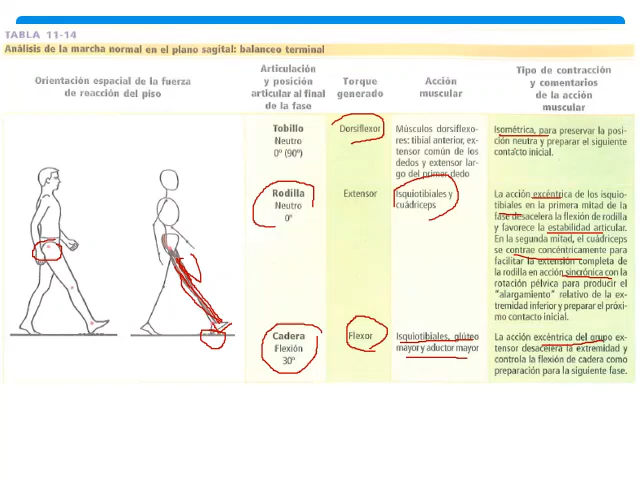 TABLA 11-14
Análisis de la marcha normal en el plano sagital: balanceo terminal
Orientación espacial de la fuerza
de reacción del piso
Articulación
y posición
articular al final
de la fase
Torque
generado
Acción
muscular
Tipo de contracción
y comentarios
de la acción
muscular
Tobillo
Neutro
0º (90º)
Dorsiflexor
Músculos dorsiflexo-
res: tibial anterior, ex-
tensor común de los
dedos y extensor lar-
go del primer dedo
Isométrica, para preservar la posi-
ción neutra y preparar el siguiente
contacto inicial.
Rodilla
Neutro
0º
Extensor
Isquiotibiales y
cuádriceps
La acción excéntrica de los isquio-
tibiales en la primera mitad de la
fase desacelera la flexión de rodilla
y favorece la estabilidad articular.
En la segunda mitad, el cuádriceps
se contrae concéntricamente para
facilitar la extensión completa de
la rodilla en acción sincrónica con la
rotación pélvica para producir el
"alargamiento" relativo de la ex-
tremidad inferior y preparar el próxi-
mo contacto inicial.
Cadera
Flexión
30º
Flexor
Isquiotibiales, glúteo
mayor y aductor mayor
La acción excéntrica del grupo ex-
tensor desacelera la extremidad y
controla la flexión de cadera como
preparación para la siguiente fase.